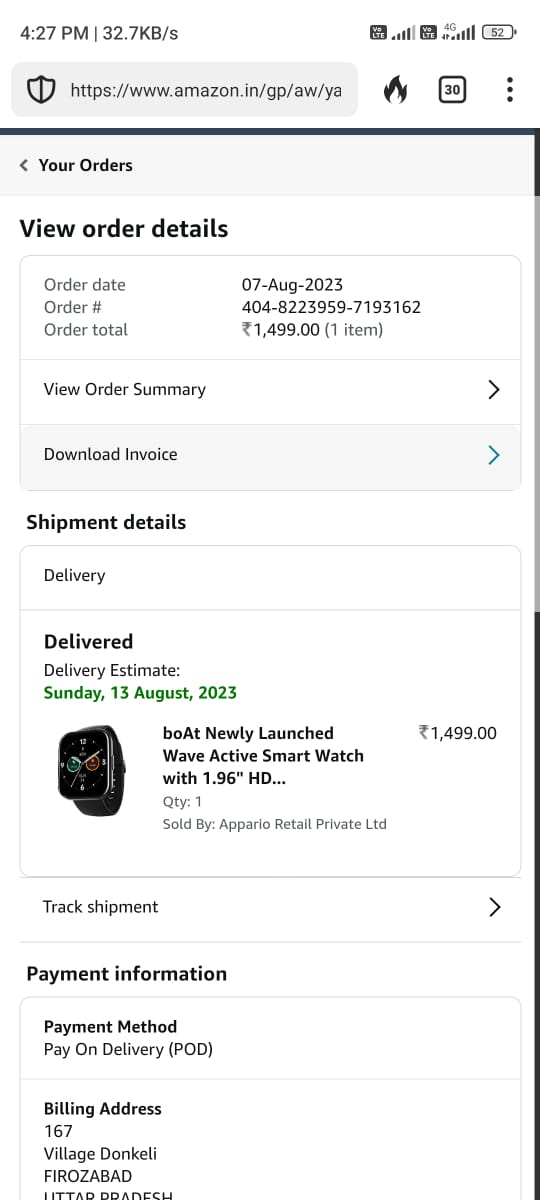 4:27 PM | 32.7KB/s
Vo LTE Vo LTE 4G 52
https://www.amazon.in/gp/aw/ya
30
Your Orders
View order details
Order date 07-Aug-2023
Order # 404-8223959-7193162
Order total ₹1,499.00 (1 item)
View Order Summary
Download Invoice
Shipment details
Delivery
Delivered
Delivery Estimate:
Sunday, 13 August, 2023
boAt Newly Launched ₹1,499.00
Wave Active Smart Watch
with 1.96" HD...
Qty: 1
Sold By: Appario Retail Private Ltd
Track shipment
Payment information
Payment Method
Pay On Delivery (POD)
Billing Address
167
Village Donkeli
FIROZABAD
UTTAR PRADESH